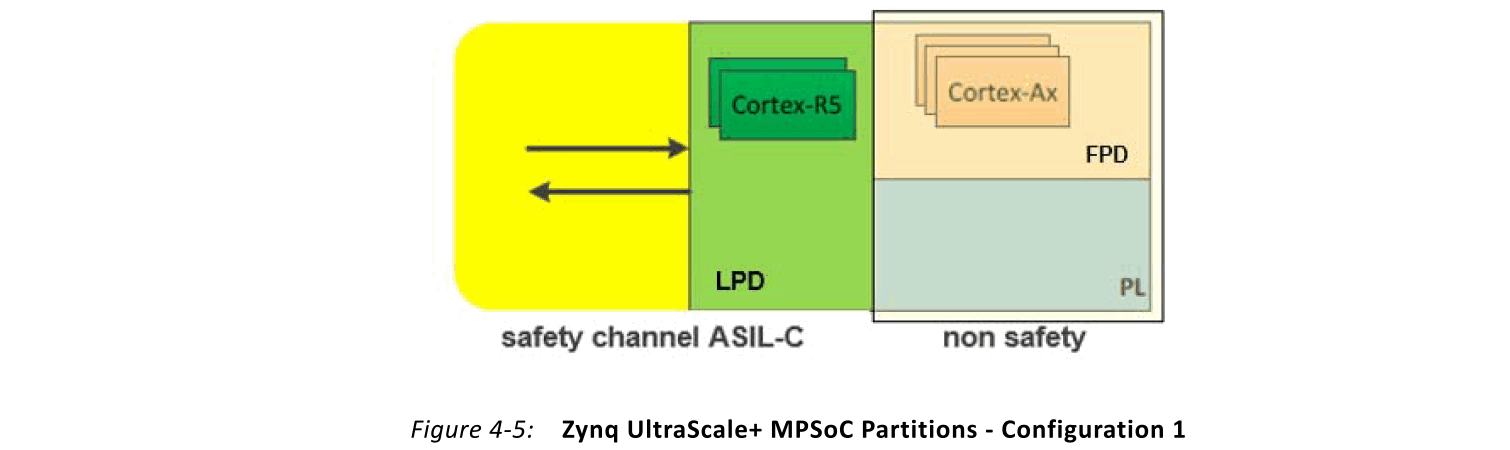 Cortex-R5
Cortex-Ax
FPD
LPD
PL
safety channel ASIL-C
non safety
Figure 4-5: Zynq UltraScale+ MPSoC Partitions - Configuration 1